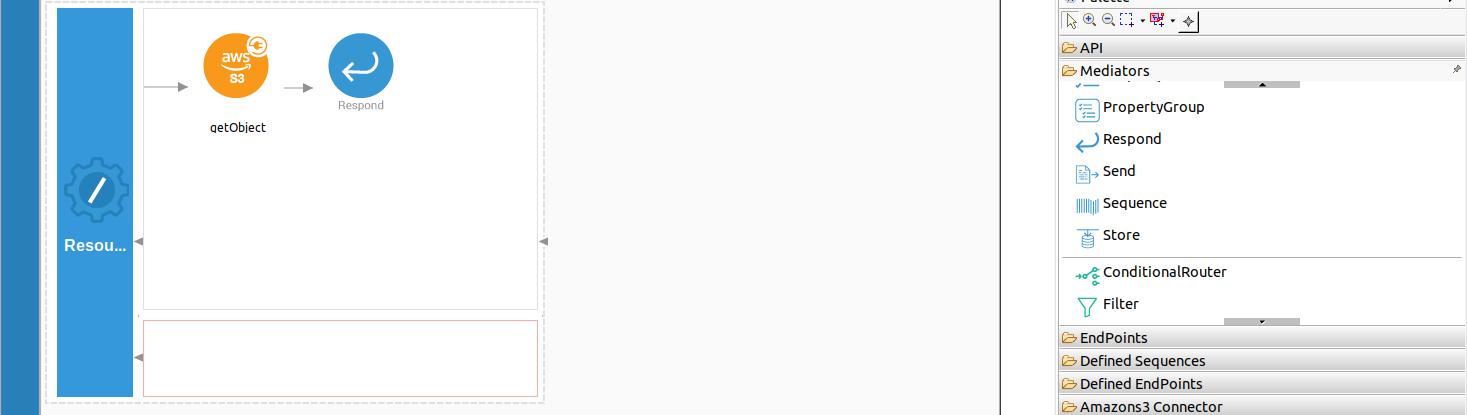 aws
S3
Respond
getObject
Resou...
Palette
API
Mediators
PropertyGroup
Respond
Send
Sequence
Store
ConditionalRouter
Filter
EndPoints
Defined Sequences
Defined EndPoints
Amazons3 Connector